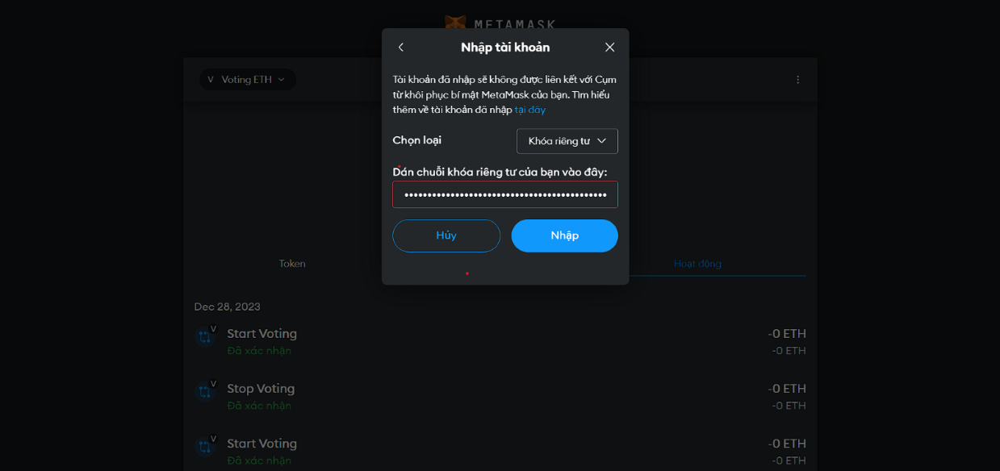 METAMASK
Nhập tài khoản
V Voting ETH
Tài khoản đã nhập sẽ không được liên kết với Cụm
từ khôi phục bí mật MetaMask của bạn. Tìm hiểu
thêm về tài khoản đã nhập tại đây
Chọn loại
Khóa riêng tư
Dán chuỗi khóa riêng tư của bạn vào đây:
••••••••••••••••••••••••••••••••••••••••••••
Hủy
Nhập
Token
Hoạt động
Dec 28, 2023
V
Start Voting
-0 ETH
Đã xác nhận
-0 ETH
V
Stop Voting
-0 ETH
Đã xác nhận
-0 ETH
V
Start Voting
-0 ETH
Đã xác nhận
-0 ETH